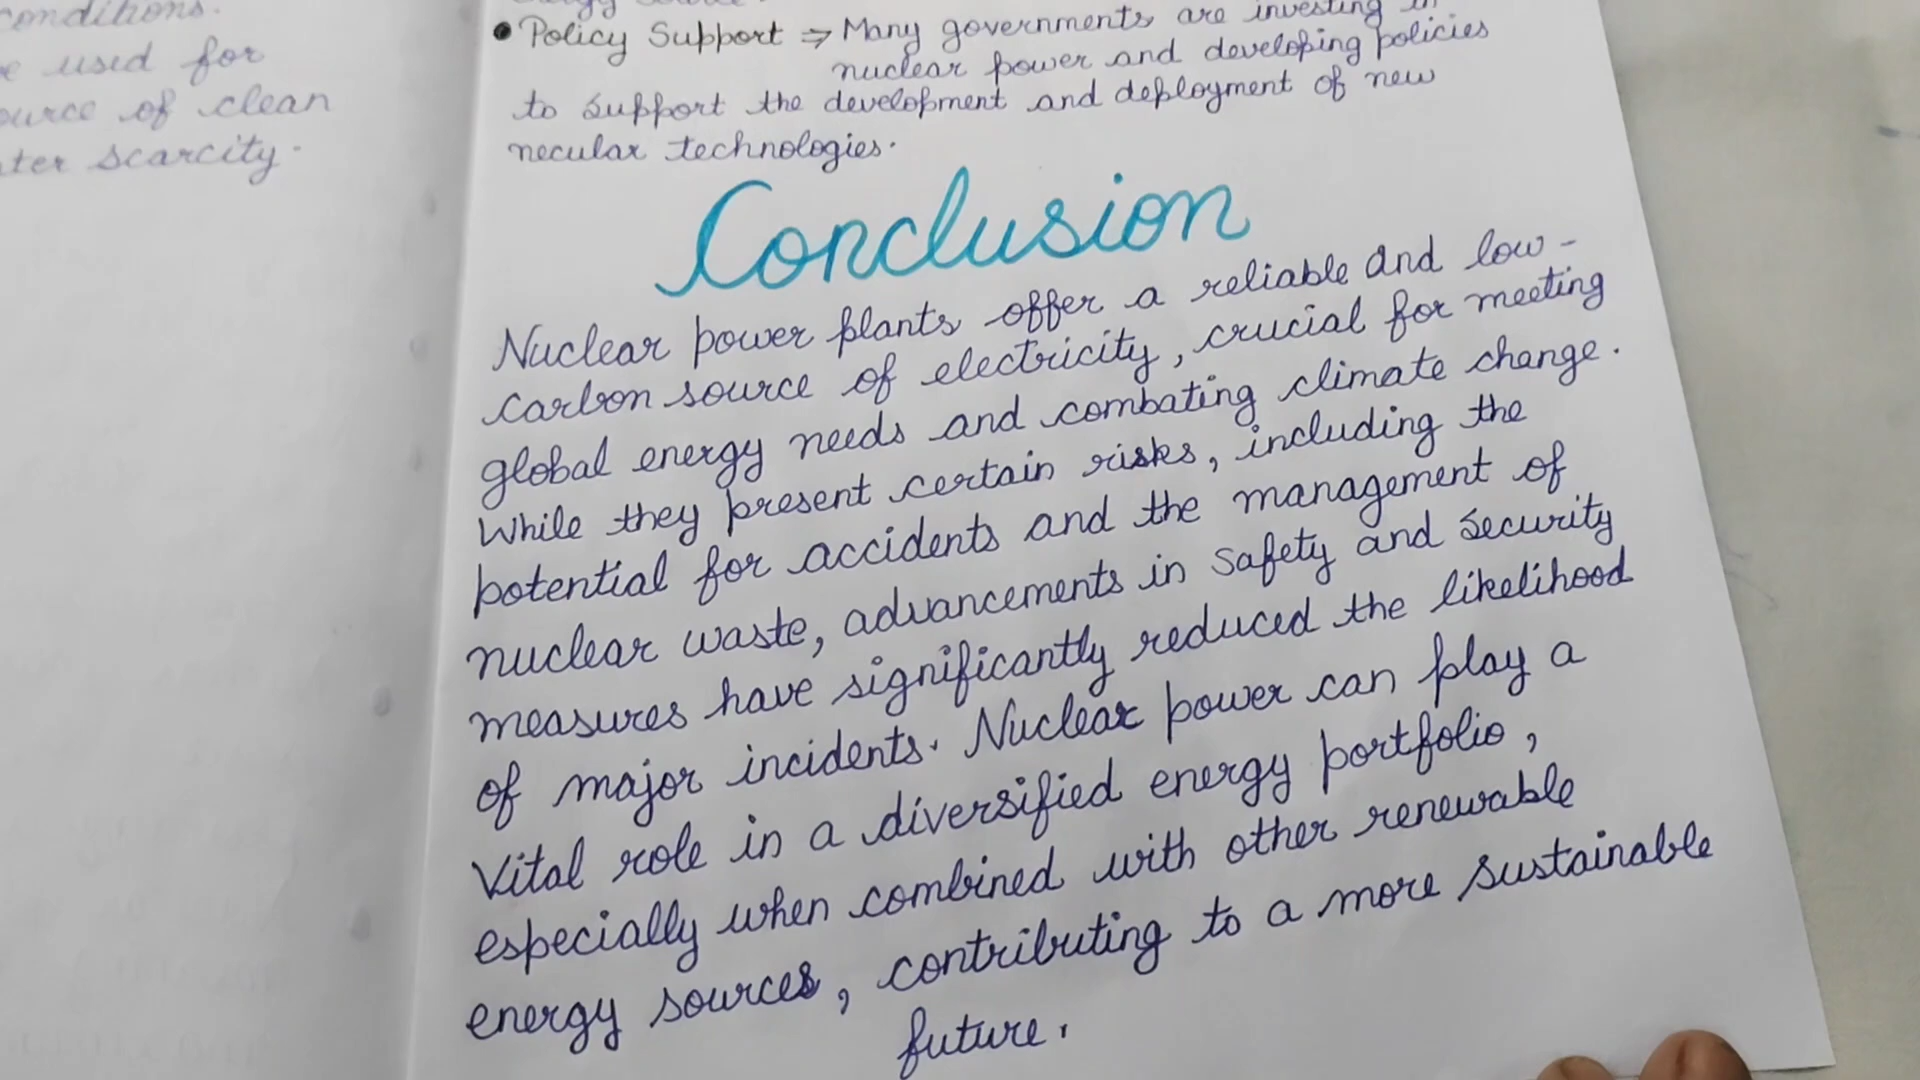 conditions.
used for
source of clean
scarcity.
• Policy Support ⇒ Many governments are investing in
nuclear power and developing policies
to support the development and deployment of new
necular technologies.
Conclusion
Nuclear power plants offer a reliable and low-
carbon source of electricity, crucial for meeting
global energy needs and combating climate change.
While they present certain risks, including the
potential for accidents and the management of
nuclear waste, advancements in safety and security
measures have significantly reduced the likelihood
of major incidents. Nuclear power can play a
Vital role in a diversified energy portfolio,
especially when combined with other renewable
energy sources, contributing to a more sustainable
future.